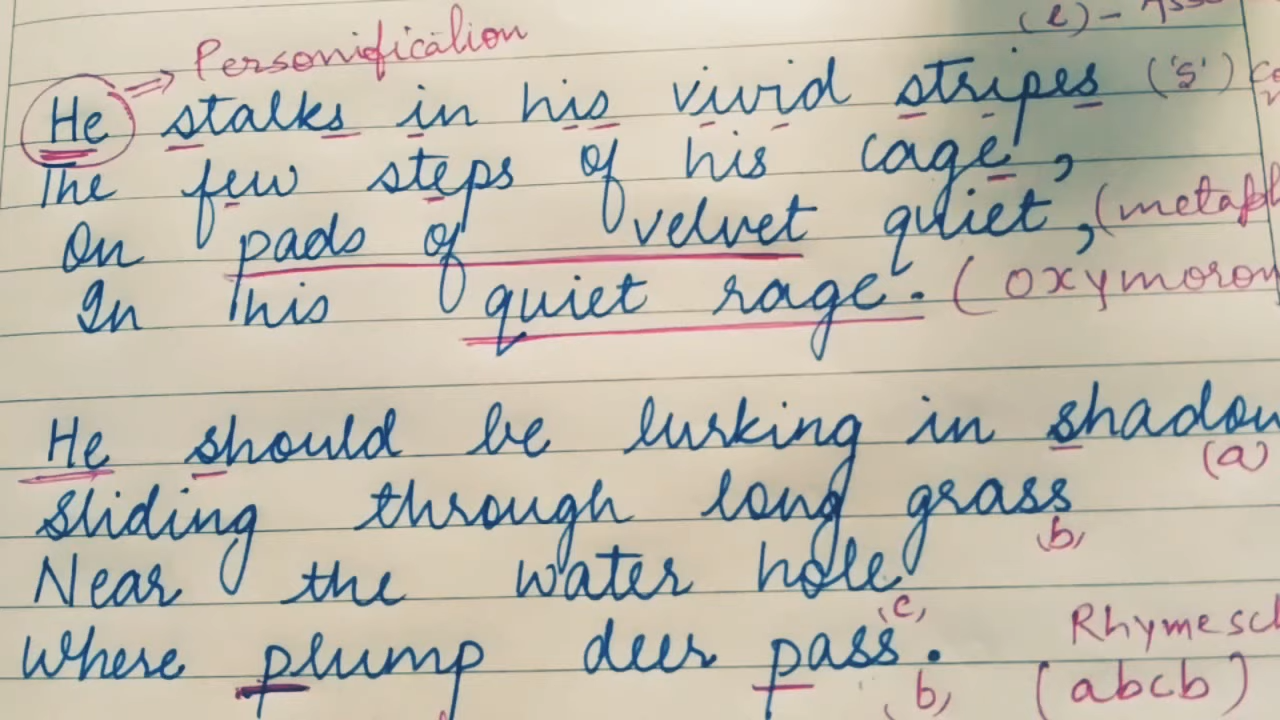 (e) - Asso
Personification
He stalks in his vivid stripes ('s') Co
The few steps of his cage,
On pads of velvet quiet, (metaph
In his quiet rage. (oxymoron
He should be lurking in shadow
(a)
Sliding through long grass
(b)
Near the water hole
(c)
Where plump deer pass.
(b)
Rhymesch
(abcb)